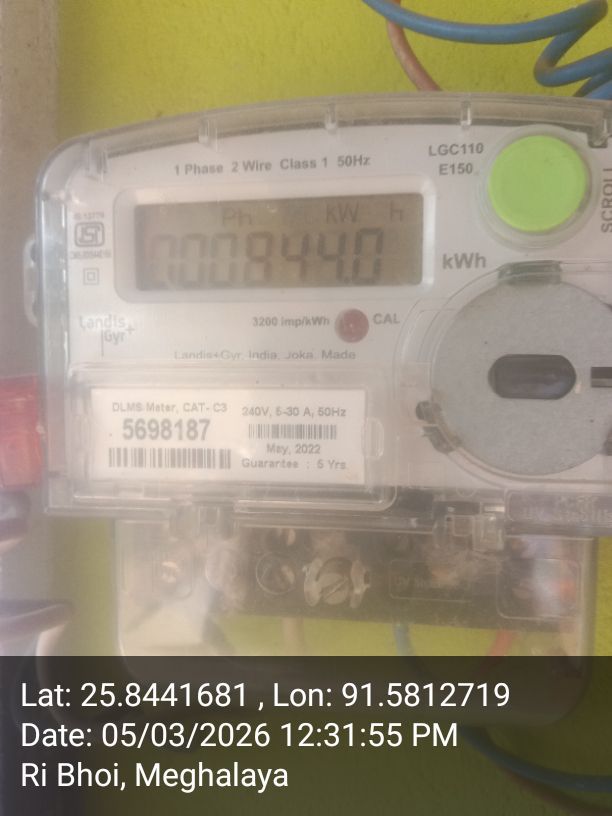 1 Phase 2 Wire Class 1 50Hz
LGC110
E150
SCROLL
Ph kW h
000844.0
kWh
3200 imp/kWh
CAL
Landis
Gyr+
Landis+Gyr, India, Joka, Made
DLMS Meter, CAT- C3
5698187
240V, 5-30 A, 50Hz
May, 2022
Guarantee : 5 Yrs.
Lat: 25.8441681 , Lon: 91.5812719
Date: 05/03/2026 12:31:55 PM
Ri Bhoi, Meghalaya